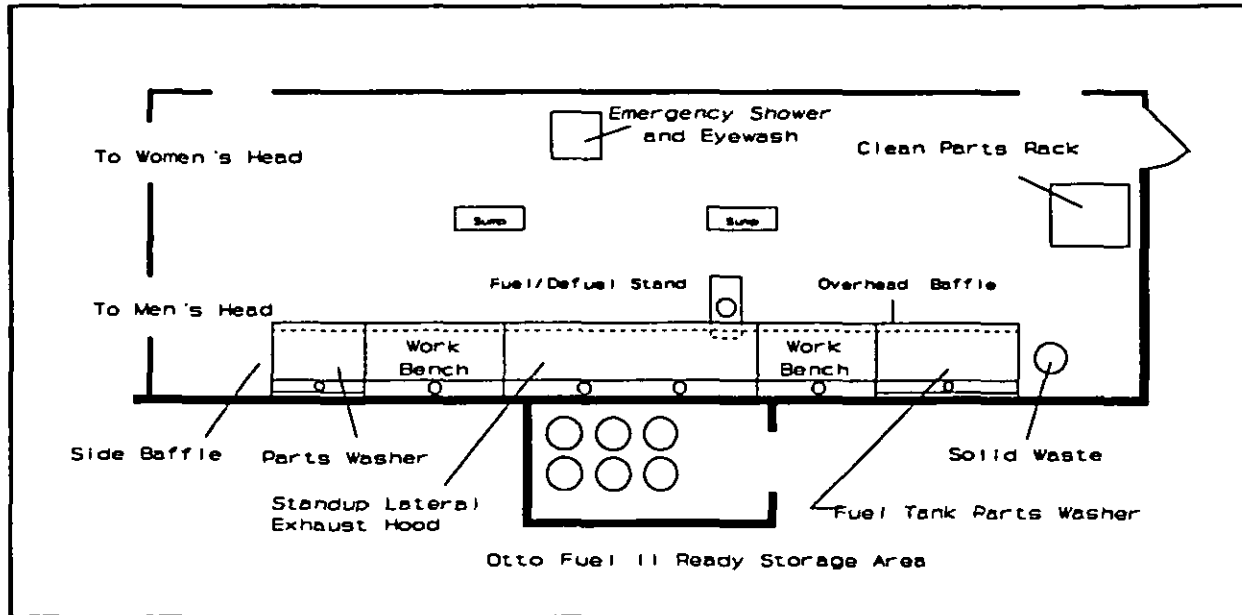 Emergency Shower
and Eyewash
To Women's Head
Clean Parts Rack
Sump
Sump
Fuel/Defuel Stand
Overhead Baffle
To Men's Head
Work
Bench
Work
Bench
Side Baffle
Parts Washer
Solid Waste
Standup Lateral
Exhaust Hood
Fuel Tank Parts Washer
Otto Fuel II Ready Storage Area